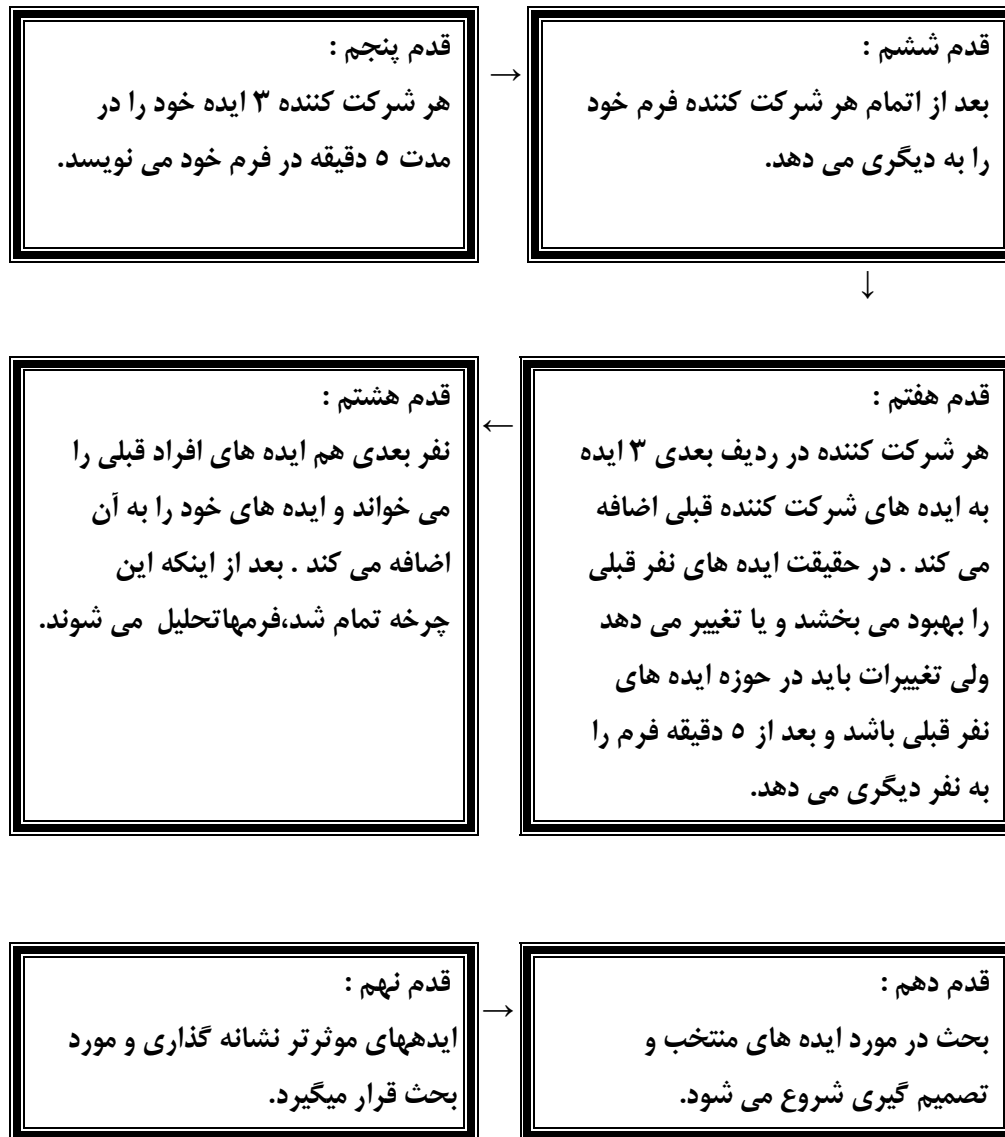 قدم پنجم :
هر شرکت کننده ۳ ایده خود را در
مدت ۵ دقیقه در فرم خود می نویسد.
→
قدم ششم :
بعد از اتمام هر شرکت کننده فرم خود
را به دیگری می دهد.
↓
قدم هفتم :
هر شرکت کننده در ردیف بعدی ۳ ایده
به ایده های شرکت کننده قبلی اضافه
می کند . در حقیقت ایده های نفر قبلی
را بهبود می بخشد و یا تغییر می دهد
ولی تغییرات باید در حوزه ایده های
نفر قبلی باشد و بعد از ۵ دقیقه فرم را
به نفر دیگری می دهد.
←
قدم هشتم :
نفر بعدی هم ایده های افراد قبلی را
می خواند و ایده های خود را به آن
اضافه می کند . بعد از اینکه این
چرخه تمام شد،فرمهاتحلیل می شوند.
قدم نهم :
ایدههای موثرتر نشانه گذاری و مورد
بحث قرار میگیرد.
→
قدم دهم :
بحث در مورد ایده های منتخب و
تصمیم گیری شروع می شود.